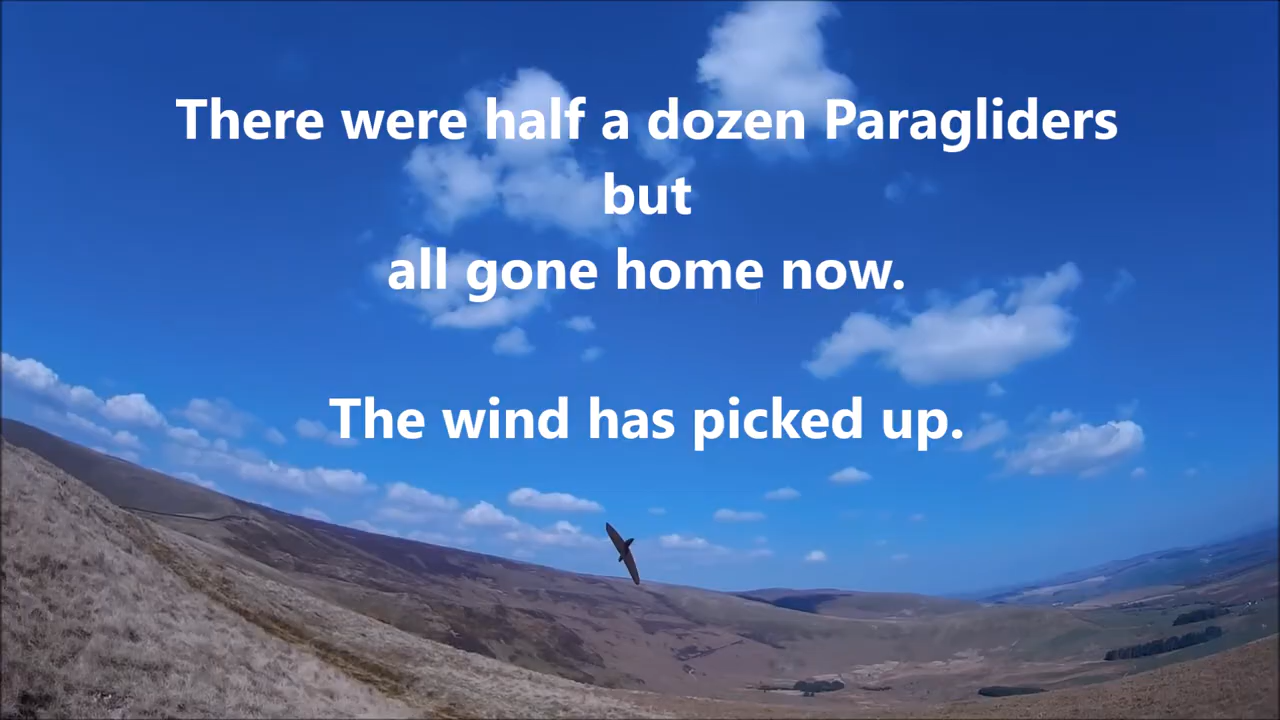 There were half a dozen Paragliders
but
all gone home now.
The wind has picked up.